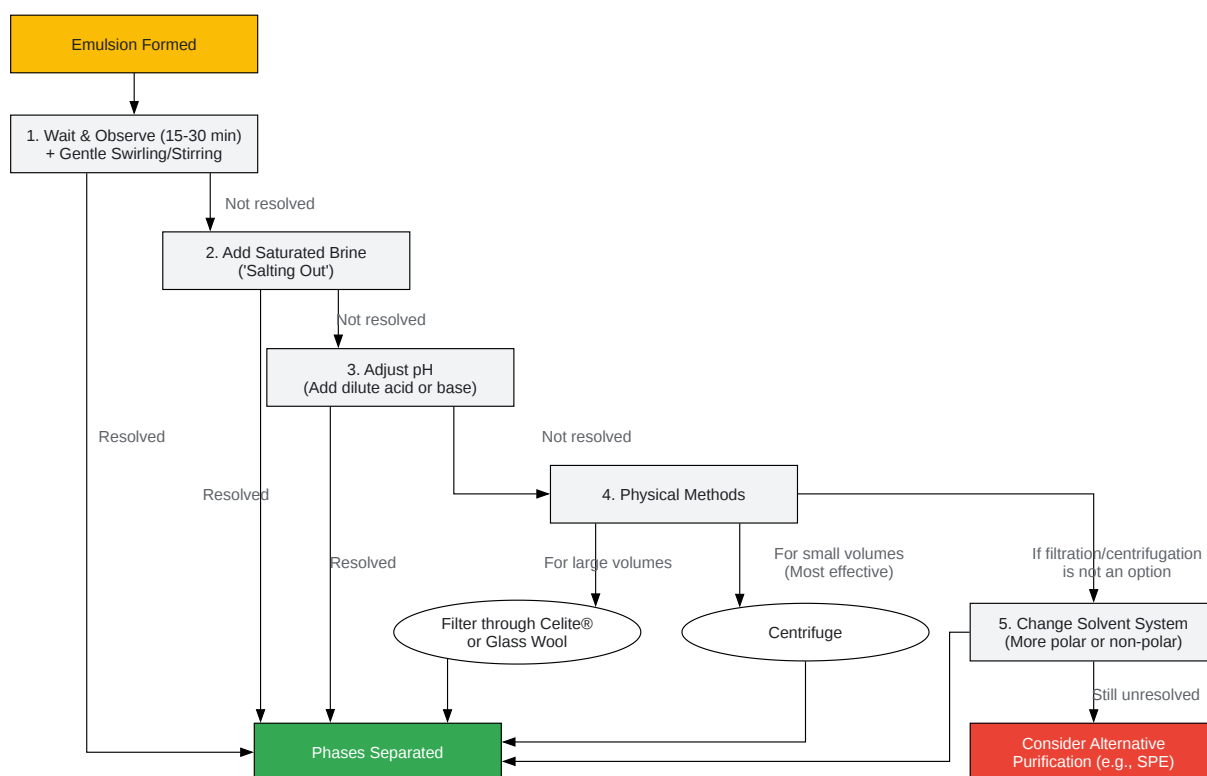 Emulsion Formed
1. Wait & Observe (15-30 min)
+ Gentle Swirling/Stirring
Not resolved
2. Add Saturated Brine
('Salting Out')
Not resolved
3. Adjust pH
(Add dilute acid or base)
Resolved
Not resolved
Resolved
4. Physical Methods
Resolved
For large volumes
For small volumes
(Most effective)
If filtration/centrifugation
is not an option
Filter through Celite®
or Glass Wool
Centrifuge
5. Change Solvent System
(More polar or non-polar)
Still unresolved
Phases Separated
Consider Alternative
Purification (e.g., SPE)